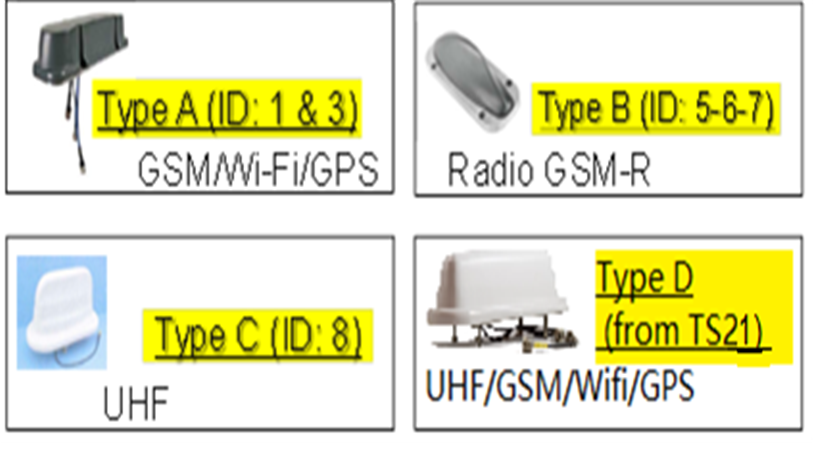 Type A (ID: 1 & 3)
GSM/Wi-Fi/GPS
Type B (ID: 5-6-7)
Radio GSM-R
Type C (ID: 8)
UHF
Type D
(from TS21)
UHF/GSM/Wifi/GPS